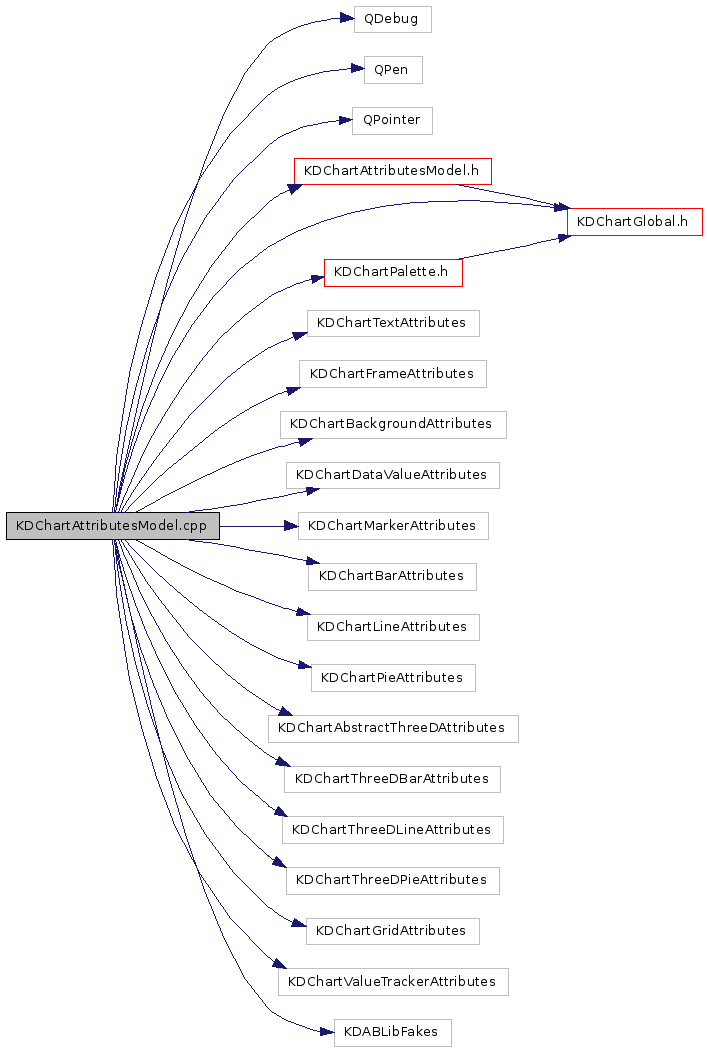 QDebug
QPen
QPointer
KDChartAttributesModel.h
KDChartGlobal.h
KDChartPalette.h
KDChartTextAttributes
KDChartFrameAttributes
KDChartBackgroundAttributes
KDChartDataValueAttributes
KDChartAttributesModel.cpp
KDChartMarkerAttributes
KDChartBarAttributes
KDChartLineAttributes
KDChartPieAttributes
KDChartAbstractThreeDAttributes
KDChartThreeDBarAttributes
KDChartThreeDLineAttributes
KDChartThreeDPieAttributes
KDChartGridAttributes
KDChartValueTrackerAttributes
KDABLibFakes